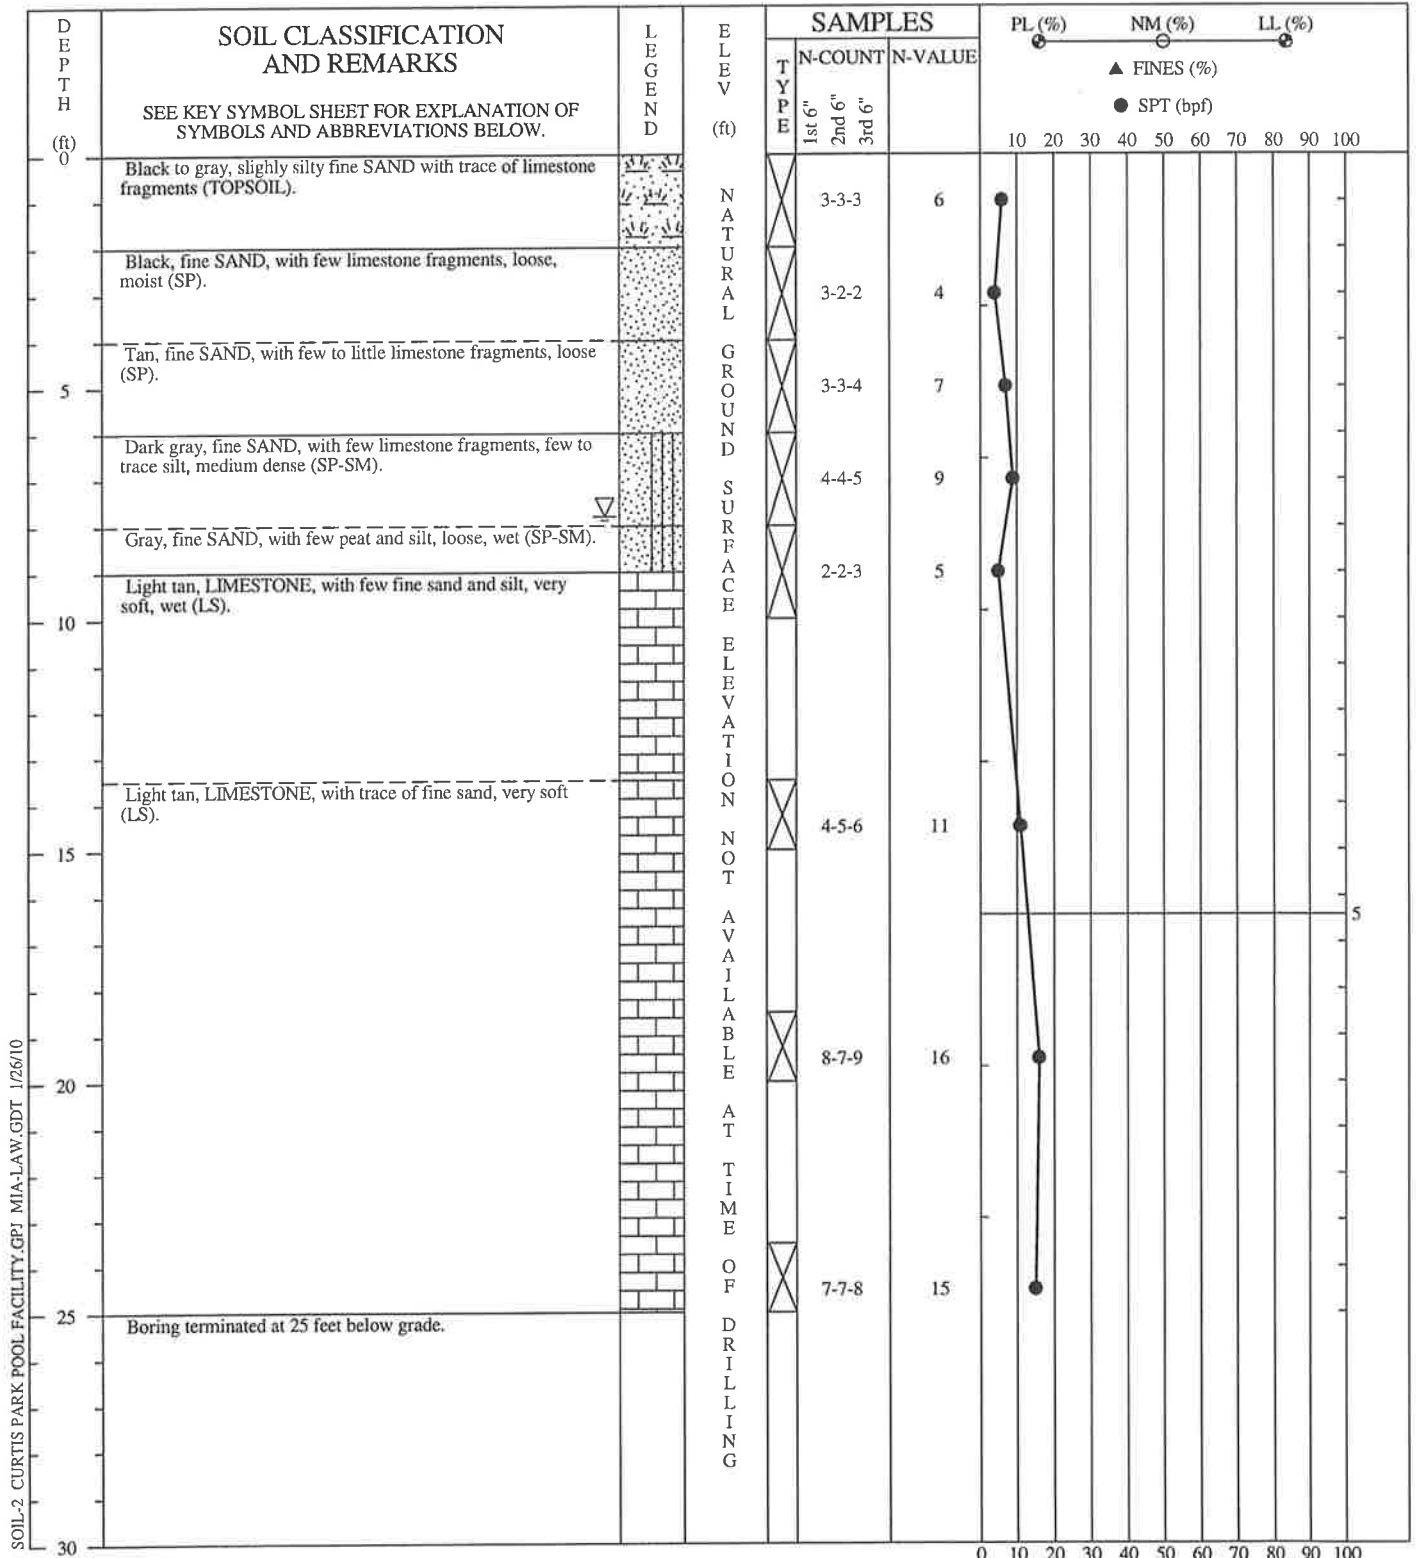 DEPTH (ft)
SOIL CLASSIFICATION
AND REMARKS
SEE KEY SYMBOL SHEET FOR EXPLANATION OF
SYMBOLS AND ABBREVIATIONS BELOW.
LEGEND
ELEV (ft)
SAMPLES
TYPE
N-COUNT
1st 6"
2nd 6"
3rd 6"
N-VALUE
PL (%) NM (%) LL (%)
▲ FINES (%)
● SPT (bpf)
10 20 30 40 50 60 70 80 90 100
0
Black to gray, slighly silty fine SAND with trace of limestone
fragments (TOPSOIL).
3-3-3 6
Black, fine SAND, with few limestone fragments, loose,
moist (SP).
3-2-2 4
Tan, fine SAND, with few to little limestone fragments, loose
(SP).
5
3-3-4 7
Dark gray, fine SAND, with few limestone fragments, few to
trace silt, medium dense (SP-SM).
4-4-5 9
Gray, fine SAND, with few peat and silt, loose, wet (SP-SM).
2-2-3 5
Light tan, LIMESTONE, with few fine sand and silt, very
soft, wet (LS).
10
Light tan, LIMESTONE, with trace of fine sand, very soft
(LS).
4-5-6 11
15
5
8-7-9 16
20
7-7-8 15
25
Boring terminated at 25 feet below grade.
30
NATURAL GROUND SURFACE ELEVATION NOT AVAILABLE AT TIME OF DRILLING
0 10 20 30 40 50 60 70 80 90 100
SOIL-2 CURTIS PARK POOL FACILITY.GPJ MIA-LAW.GDT 1/26/10